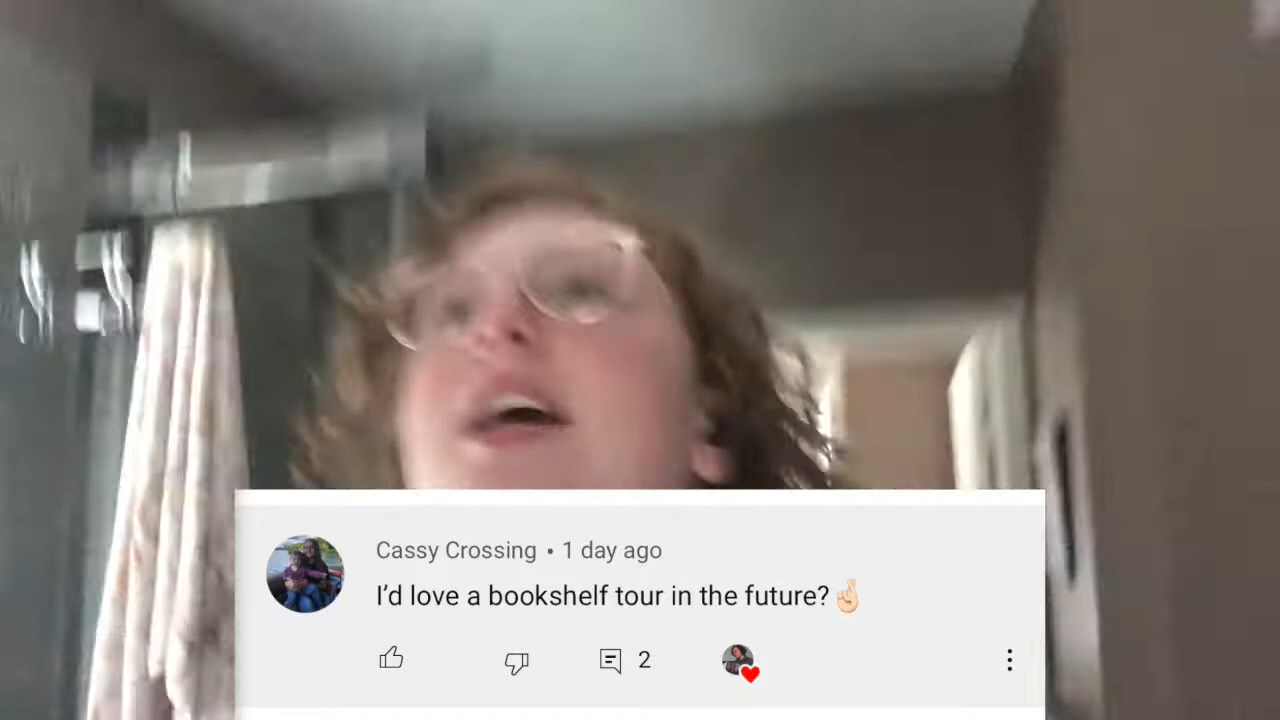 Cassy Crossing • 1 day ago
I'd love a bookshelf tour in the future?🤞🏻
2